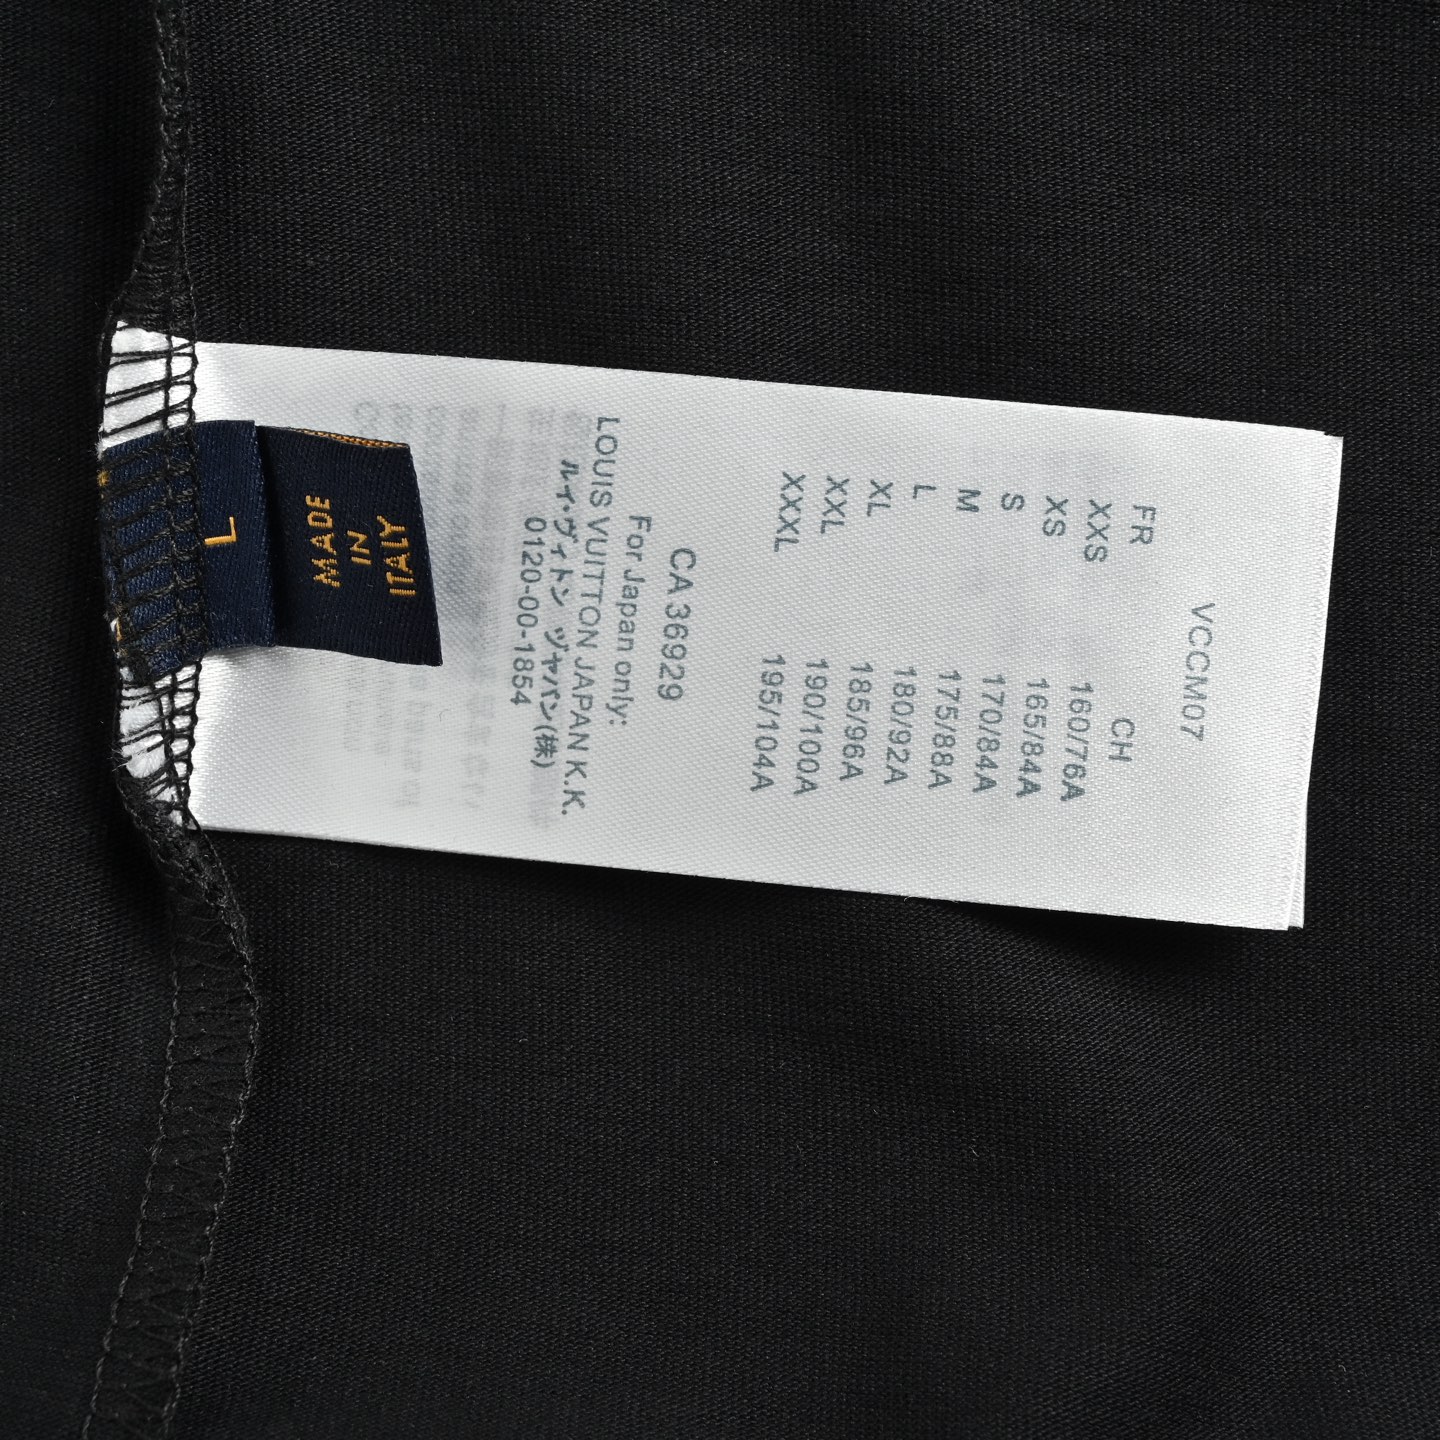 L
MADE
IN
ITALY
VCCM07
FR CH
XXS 160/76A
XS 165/84A
S 170/84A
M 175/88A
L 180/92A
XL 185/96A
XXL 190/100A
XXXL 195/104A
CA 36929
For Japan only:
LOUIS VUITTON JAPAN K.K.
ルイ・ヴィトン ジャパン(株)
0120-00-1854